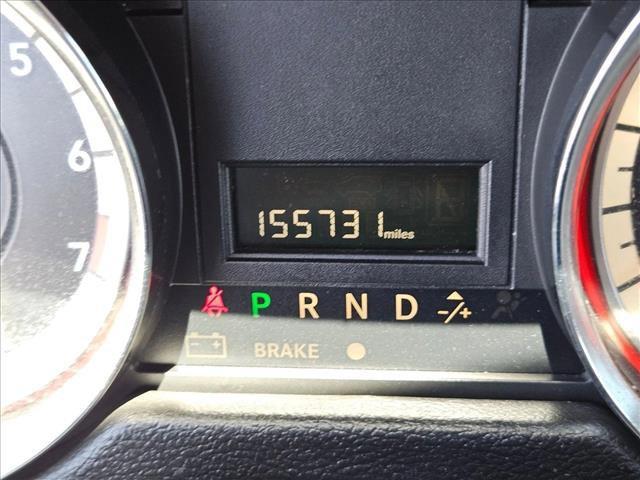 5
6
7
155731 miles
P R N D -/+
- + BRAKE